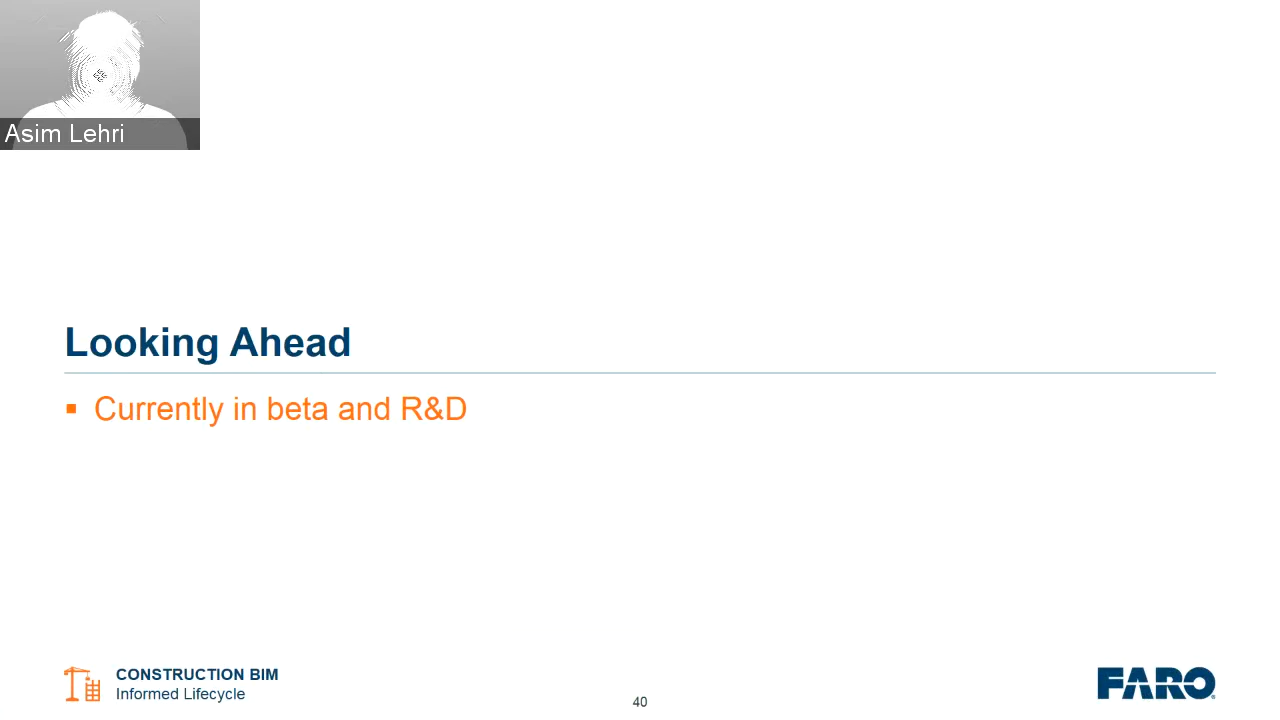 Asim Lehri
Looking Ahead
▪ Currently in beta and R&D
CONSTRUCTION BIM
Informed Lifecycle
40
FARO